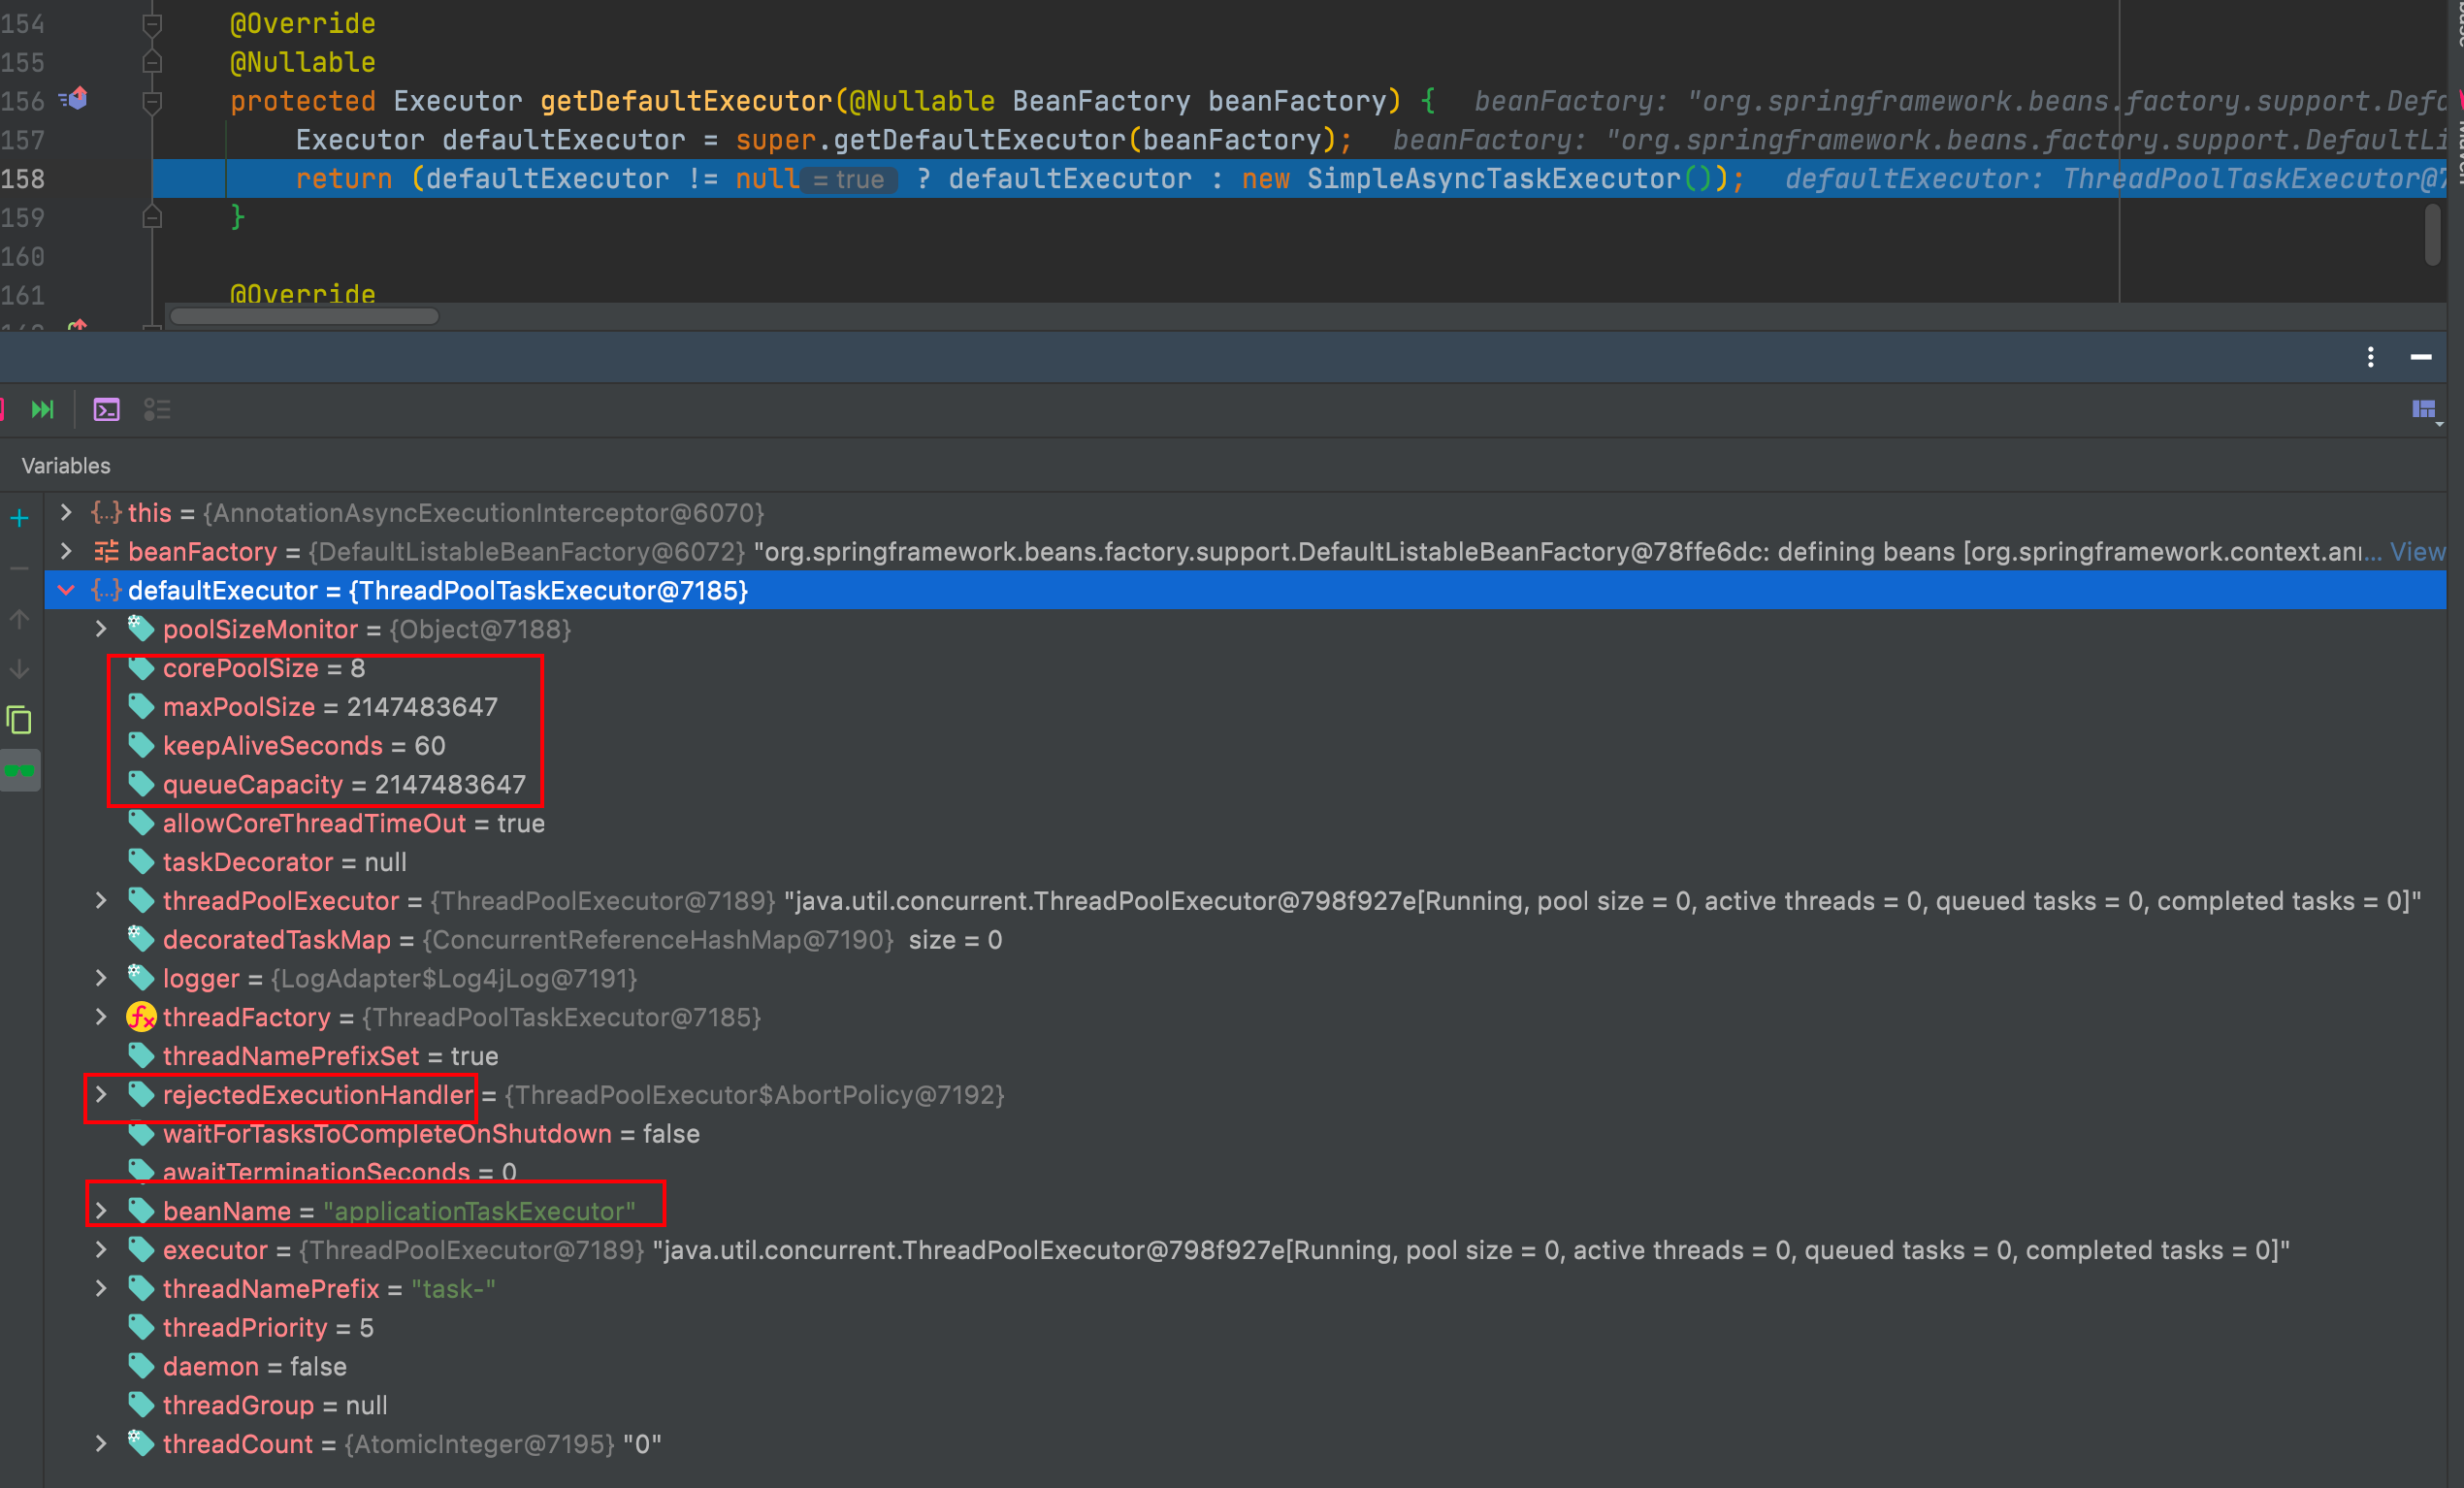 154 @Override
155 @Nullable
156 protected Executor getDefaultExecutor(@Nullable BeanFactory beanFactory) { beanFactory: "org.springframework.beans.factory.support.Defa
157 Executor defaultExecutor = super.getDefaultExecutor(beanFactory); beanFactory: "org.springframework.beans.factory.support.DefaultLi
158 return (defaultExecutor != null = true ? defaultExecutor : new SimpleAsyncTaskExecutor()); defaultExecutor: ThreadPoolTaskExecutor@7
159 }
160
161 @Override
Variables
this = {AnnotationAsyncExecutionInterceptor@6070}
beanFactory = {DefaultListableBeanFactory@6072} "org.springframework.beans.factory.support.DefaultListableBeanFactory@78ffe6dc: defining beans [org.springframework.context.anr... View
defaultExecutor = {ThreadPoolTaskExecutor@7185}
poolSizeMonitor = {Object@7188}
corePoolSize = 8
maxPoolSize = 2147483647
keepAliveSeconds = 60
queueCapacity = 2147483647
allowCoreThreadTimeOut = true
taskDecorator = null
threadPoolExecutor = {ThreadPoolExecutor@7189} "java.util.concurrent.ThreadPoolExecutor@798f927e[Running, pool size = 0, active threads = 0, queued tasks = 0, completed tasks = 0]"
decoratedTaskMap = {ConcurrentReferenceHashMap@7190} size = 0
logger = {LogAdapter$Log4jLog@7191}
threadFactory = {ThreadPoolTaskExecutor@7185}
threadNamePrefixSet = true
rejectedExecutionHandler = {ThreadPoolExecutor$AbortPolicy@7192}
waitForTasksToCompleteOnShutdown = false
awaitTerminationSeconds = 0
beanName = "applicationTaskExecutor"
executor = {ThreadPoolExecutor@7189} "java.util.concurrent.ThreadPoolExecutor@798f927e[Running, pool size = 0, active threads = 0, queued tasks = 0, completed tasks = 0]"
threadNamePrefix = "task-"
threadPriority = 5
daemon = false
threadGroup = null
threadCount = {AtomicInteger@7195} "0"